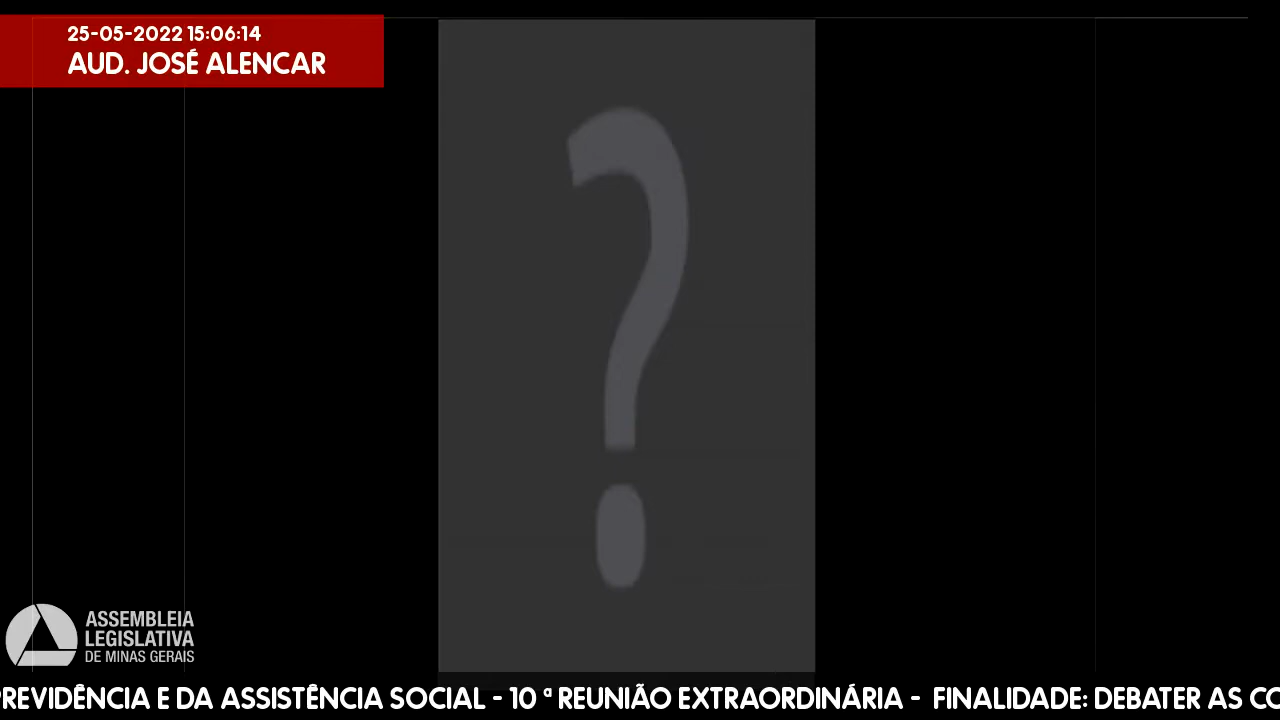 25-05-2022 15:06:14
AUD. JOSÉ ALENCAR
?
ASSEMBLEIA
LEGISLATIVA
DE MINAS GERAIS
REVIDÊNCIA E DA ASSISTÊNCIA SOCIAL - 10 ª REUNIÃO EXTRAORDINÁRIA - FINALIDADE: DEBATER AS CO